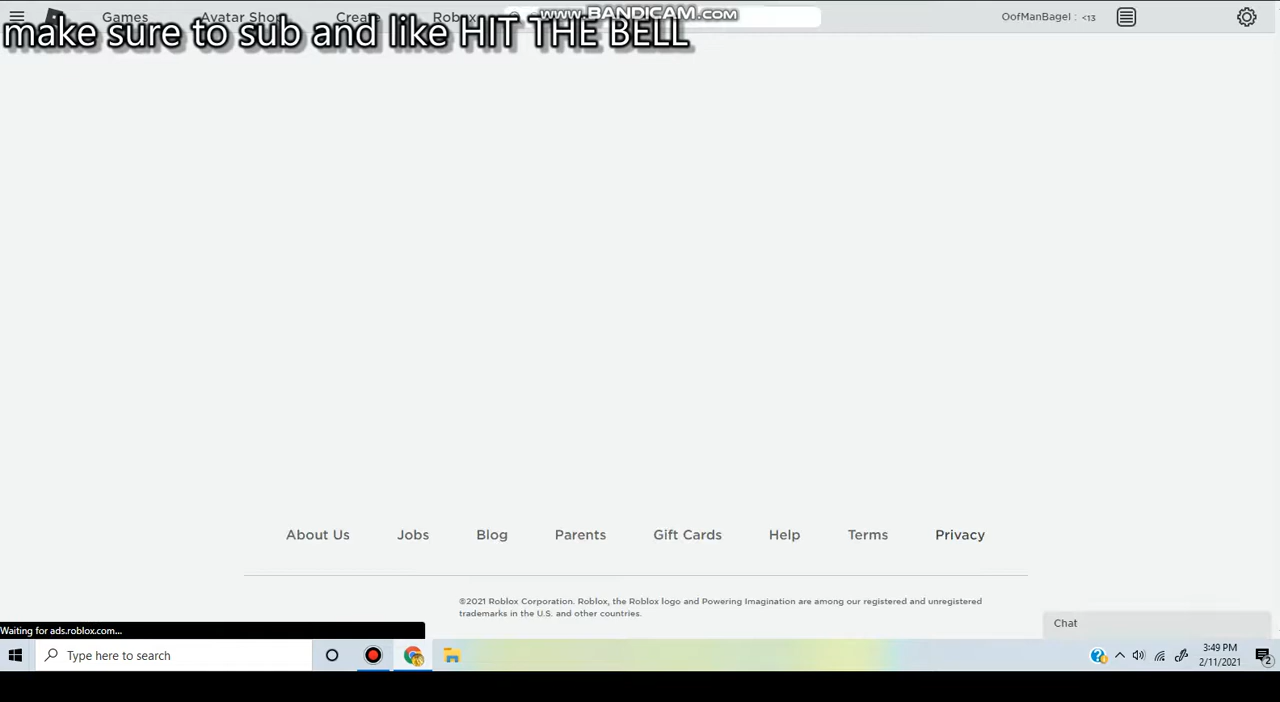 Games Avatar Shop Create Roblox www.BANDICAM.com OofManBagel : <13
make sure to sub and like HIT THE BELL
About Us Jobs Blog Parents Gift Cards Help Terms Privacy
©2021 Roblox Corporation. Roblox, the Roblox logo and Powering Imagination are among our registered and unregistered
trademarks in the U.S. and other countries.
Chat
Waiting for ads.roblox.com...
Type here to search
3:49 PM
2/11/2021
2